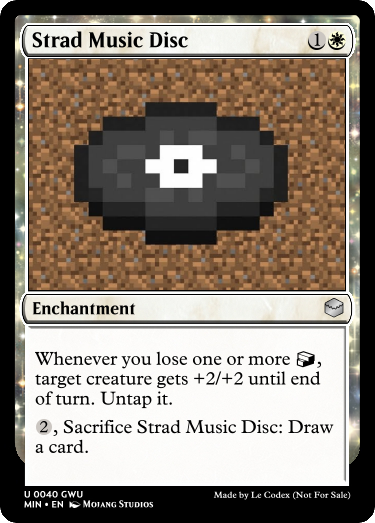 Strad Music Disc 1
Enchantment
Whenever you lose one or more ,
target creature gets +2/+2 until end
of turn. Untap it.
2, Sacrifice Strad Music Disc: Draw
a card.
U 0040 GWU
MIN • EN Mojang Studios
Made by Le Codex (Not For Sale)